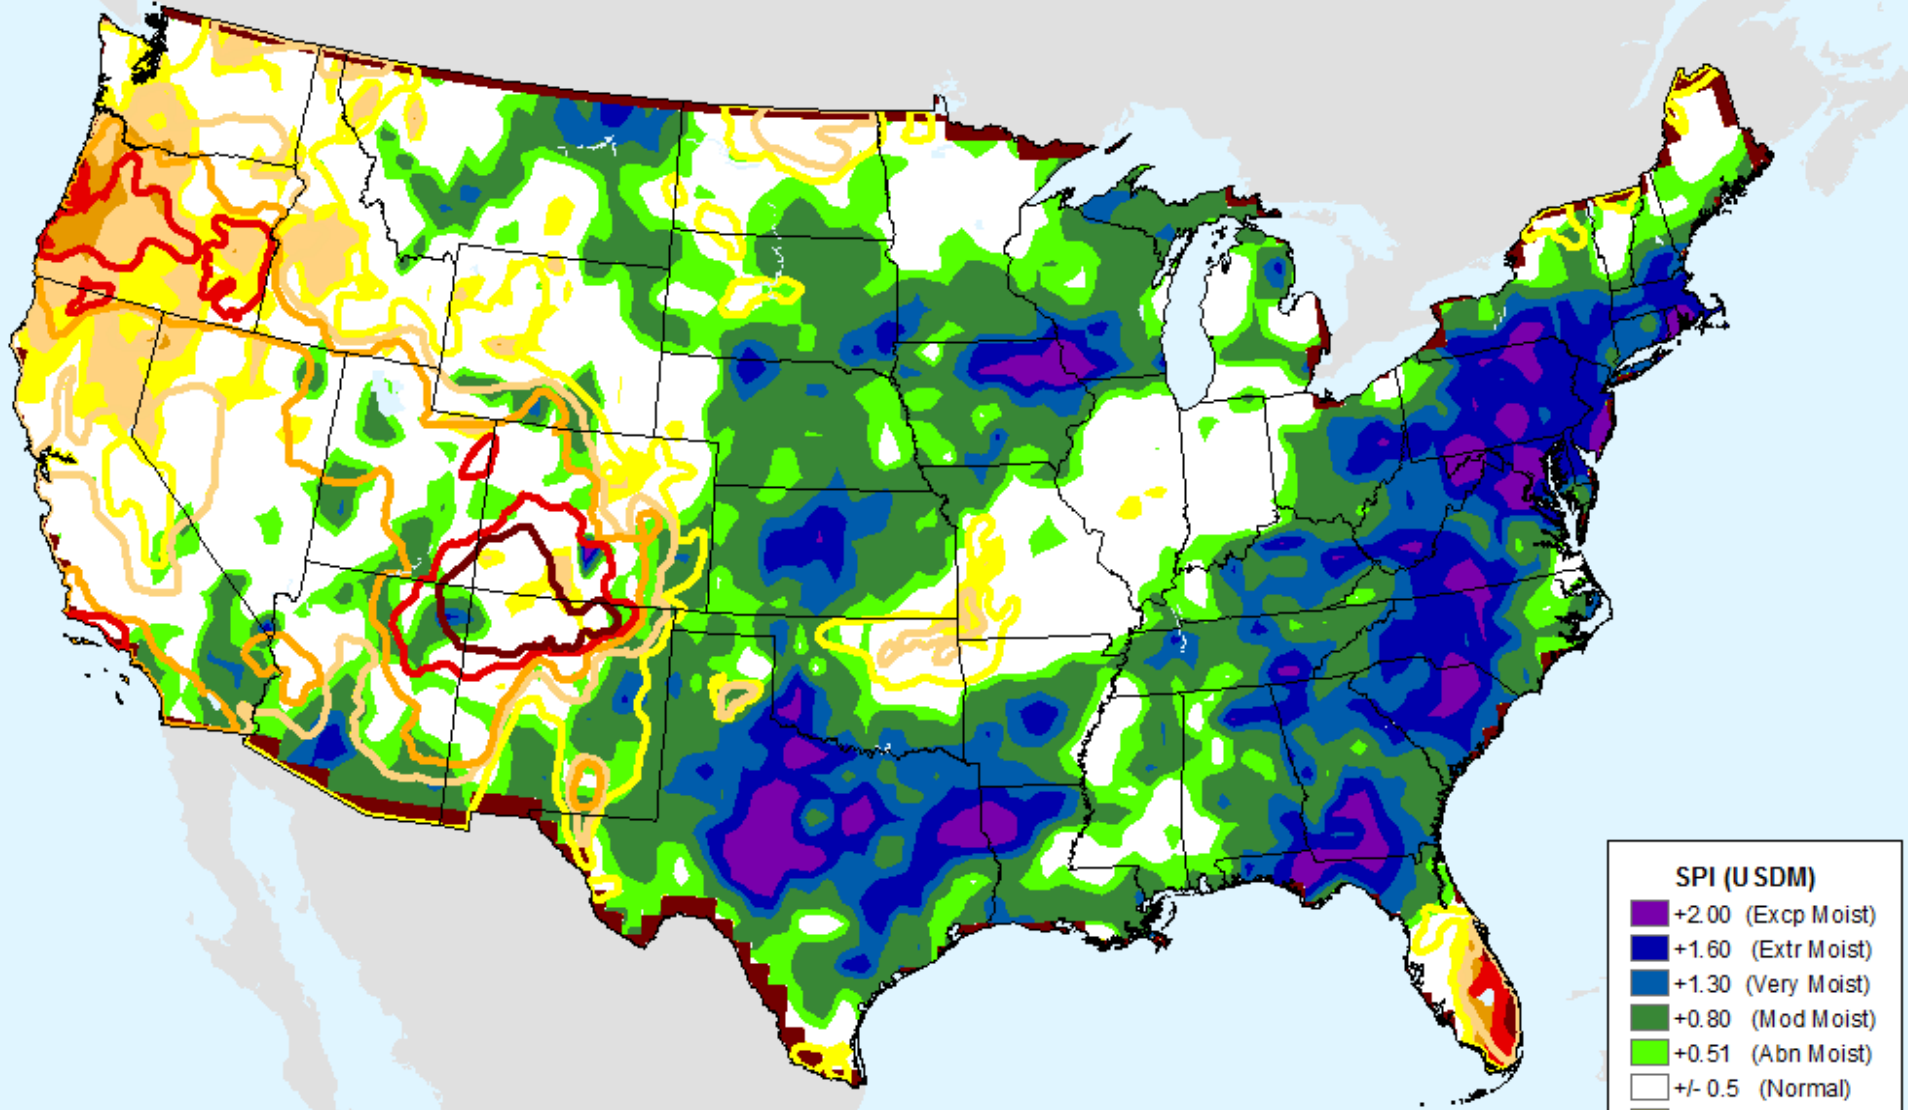 SPI (USDM)
+2.00 (Excp Moist)
+1.60 (Extr Moist)
+1.30 (Very Moist)
+0.80 (Mod Moist)
+0.51 (Abn Moist)
+/- 0.5 (Normal)